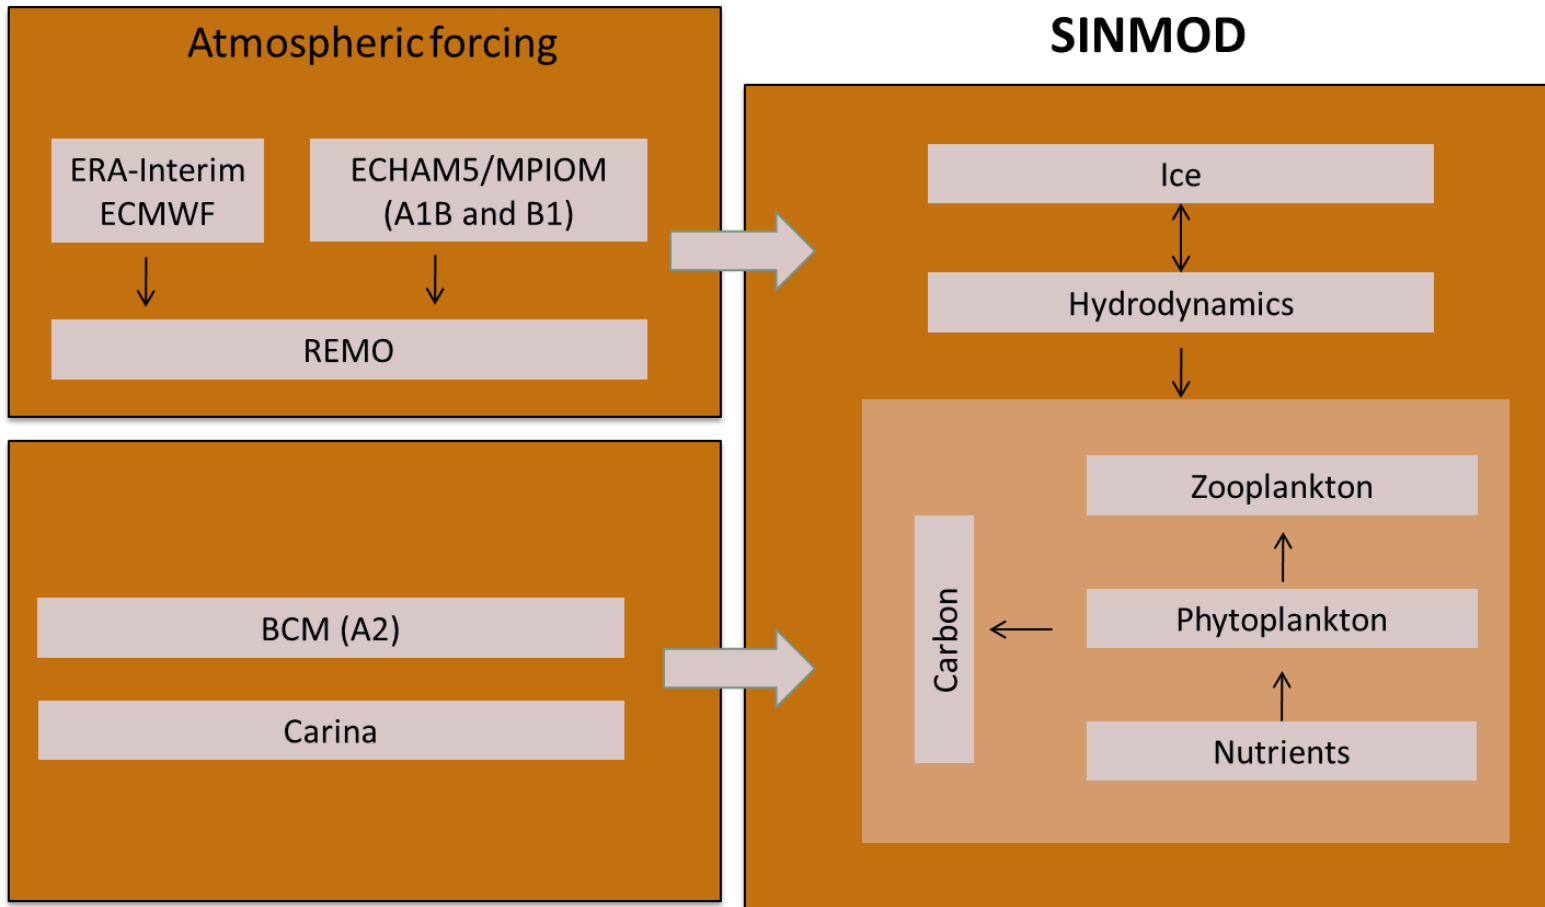 Atmospheric forcing
ERA-Interim
ECMWF
ECHAM5/MPIOM
(A1B and B1)
REMO
BCM (A2)
Carina
SINMOD
Ice
Hydrodynamics
Zooplankton
Carbon
Phytoplankton
Nutrients